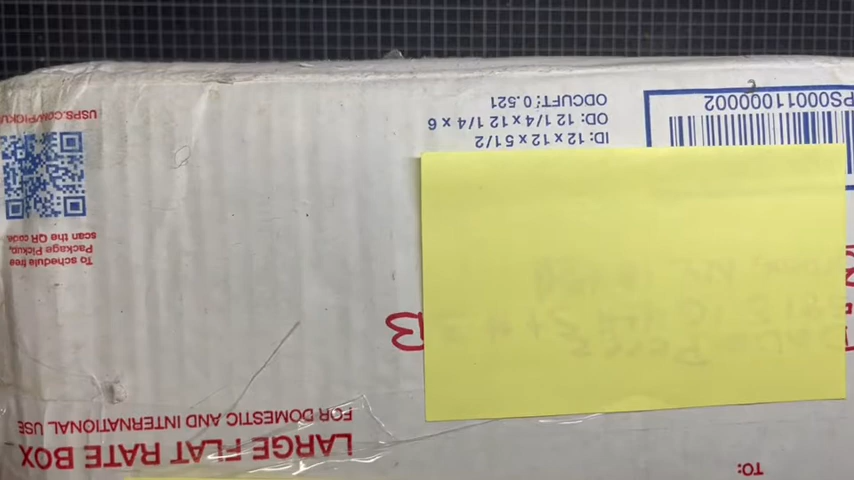 TO:
LARGE FLAT RATE BOX
FOR DOMESTIC AND INTERNATIONAL USE
To schedule free
Package Pickup,
scan the QR code.
USPS.COM/PICKU
ID: 12 x 12 x 5 1/2
OD: 12 1/4 x 12 1/4 x 6
ODCUFT: 0.521
PS00011000002